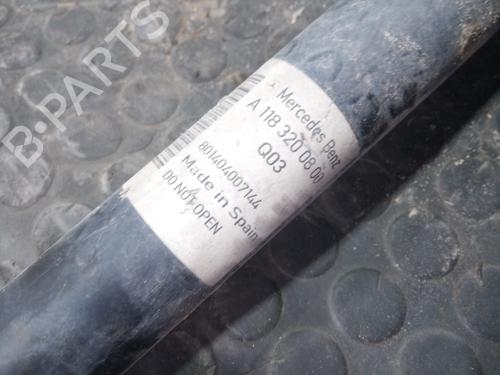 B-PARTS
Mercedes Benz
A 118 320 08 00
Q03
801404007144
Made in Spain
DO NOT OPEN